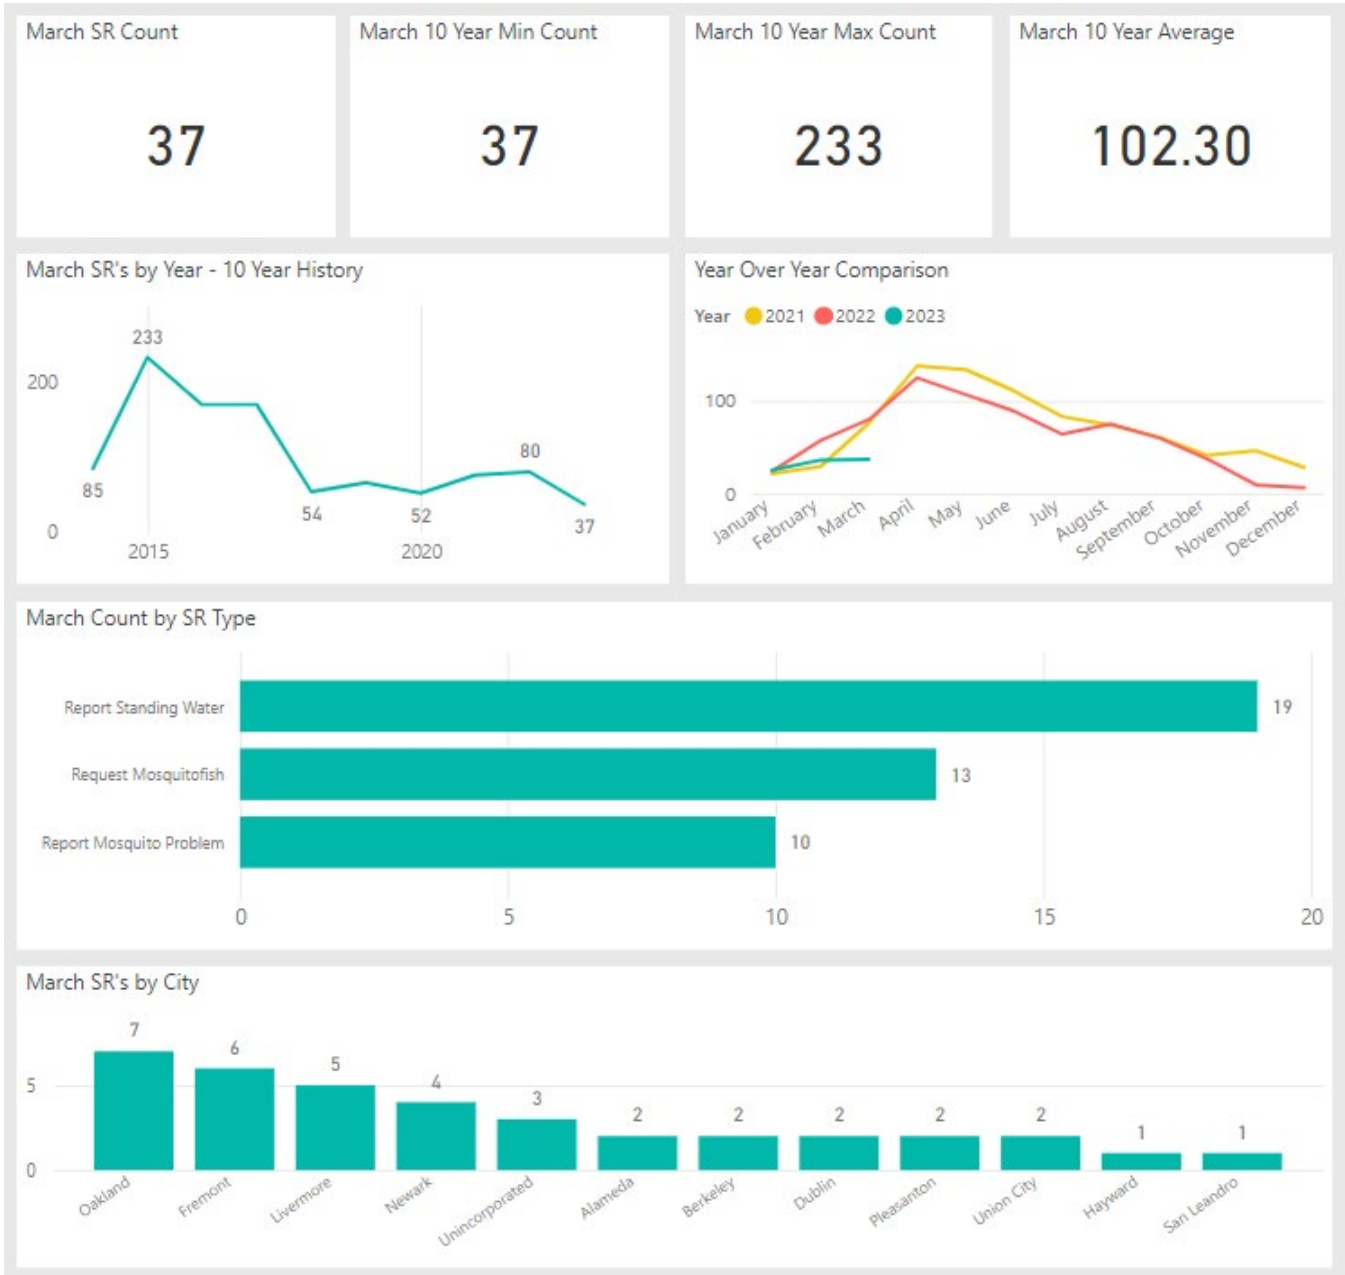 March SR Count
37
March 10 Year Min Count
37
March 10 Year Max Count
233
March 10 Year Average
102.30
March SR's by Year - 10 Year History
200
0
233
85
54
52
80
37
2015
2020
Year Over Year Comparison
Year 2021 2022 2023
100
0
January
February
March
April
May
June
July
August
September
October
November
December
March Count by SR Type
Report Standing Water 19
Request Mosquitofish 13
Report Mosquito Problem 10
0 5 10 15 20
March SR's by City
5
0
7
6
5
4
3
2
2
2
2
2
1
1
Oakland
Fremont
Livermore
Newark
Unincorporated
Alameda
Berkeley
Dublin
Pleasanton
Union City
Hayward
San Leandro